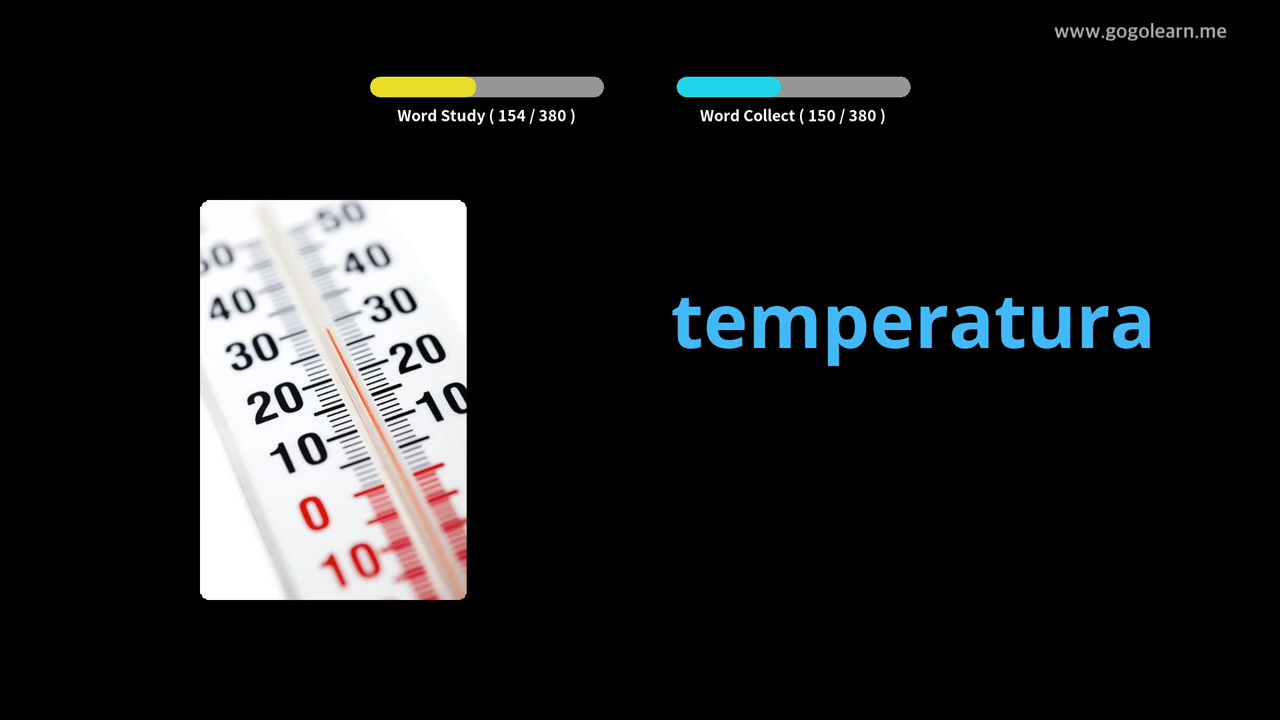 www.gogolearn.me
Word Study ( 154 / 380 )
Word Collect ( 150 / 380 )
50
40 40
30 30
20 20
10 10
0
10
temperatura